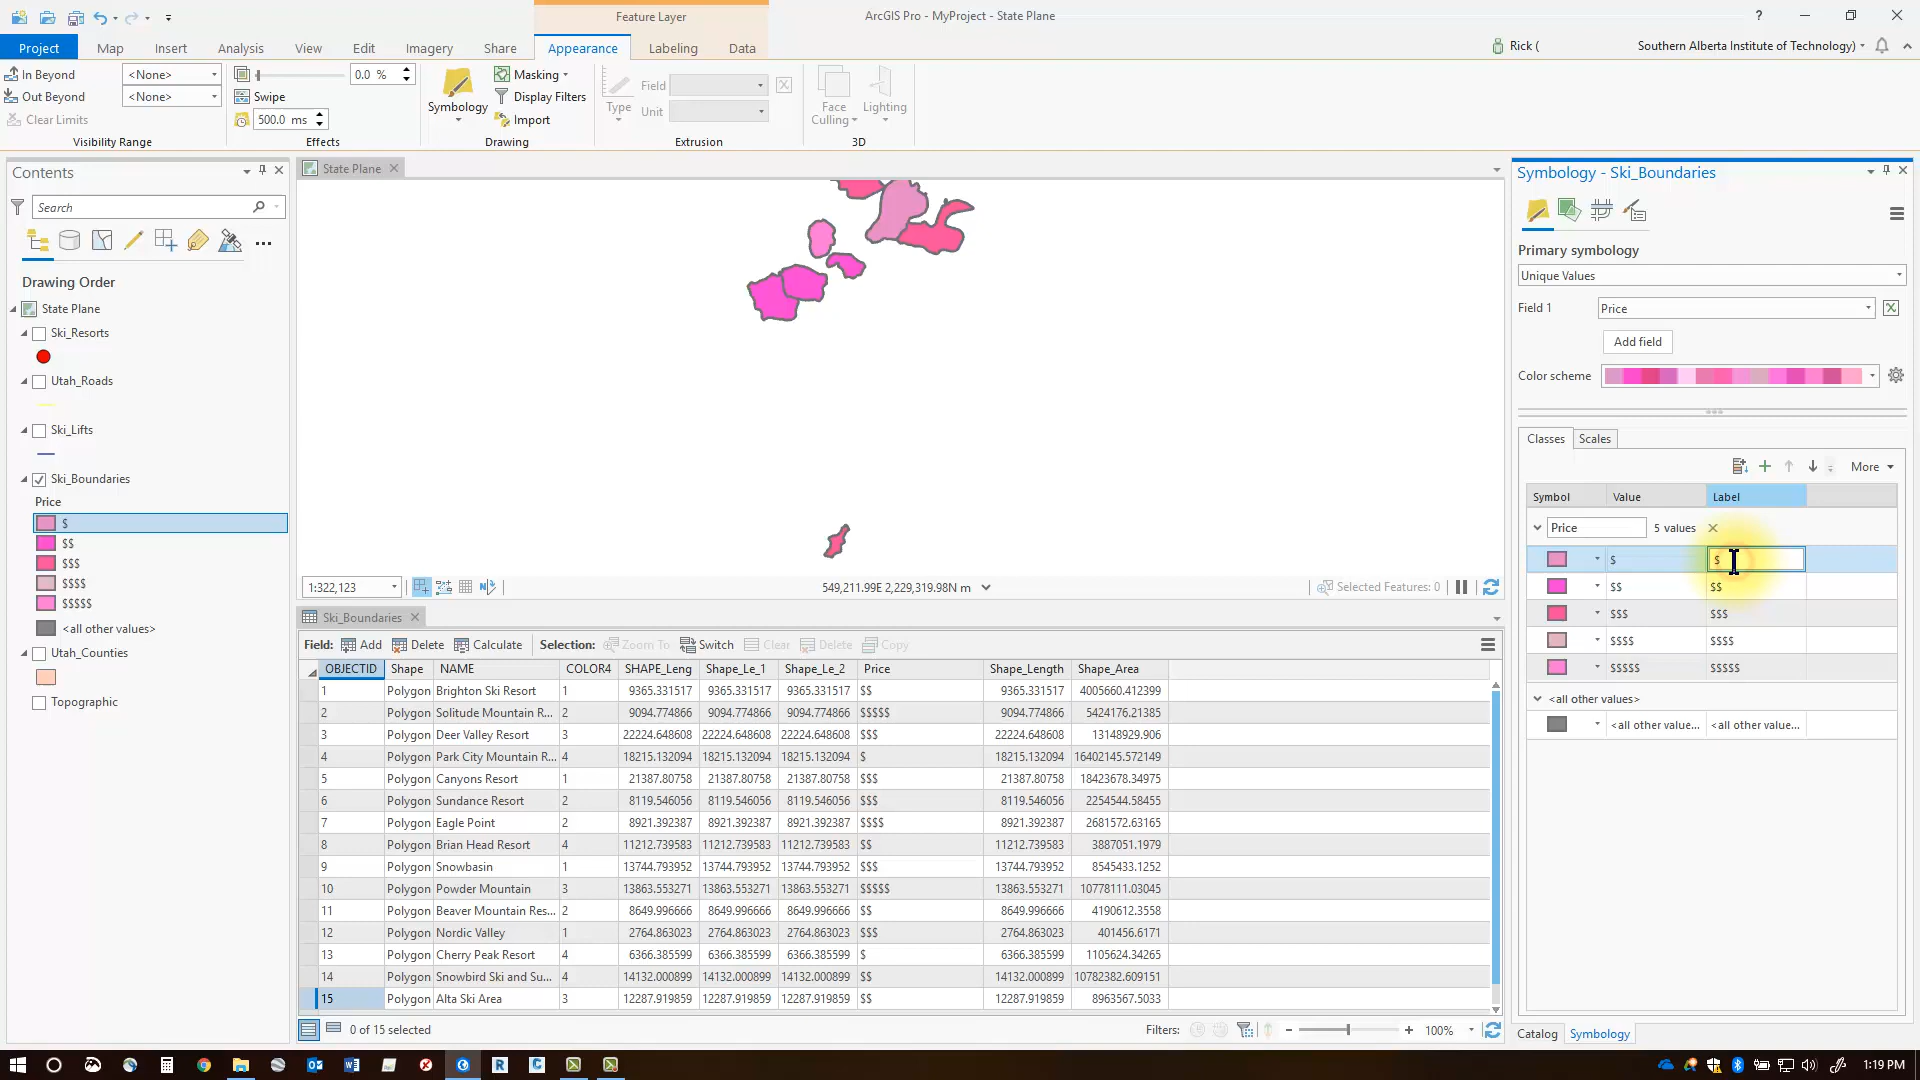 Feature Layer
ArcGIS Pro - MyProject - State Plane
?
Project Map Insert Analysis View Edit Imagery Share Appearance Labeling Data
Rick (
Southern Alberta Institute of Technology)
In Beyond <None>
Out Beyond <None>
Clear Limits
Visibility Range
0.0 %
Swipe
500.0 ms
Effects
Symbology
Masking
Display Filters
Import
Drawing
Type
Field
Unit
Extrusion
Face Culling
Lighting
3D
Contents
Search
Drawing Order
State Plane
Ski_Resorts
Utah_Roads
Ski_Lifts
Ski_Boundaries
Price
$
$$
$$$
$$$$
$$$$$
<all other values>
Utah_Counties
Topographic
State Plane
1:322,123
549,211.99E 2,229,319.98N m
Selected Features: 0
Ski_Boundaries
Field: Add Delete Calculate Selection: Zoom To Switch Clear Delete Copy
OBJECTID Shape NAME COLOR4 SHAPE_Leng Shape_Le_1 Shape_Le_2 Price Shape_Length Shape_Area
1 Polygon Brighton Ski Resort 1 9365.331517 9365.331517 9365.331517 $$ 9365.331517 4005660.412399
2 Polygon Solitude Mountain R... 2 9094.774866 9094.774866 9094.774866 $$$$$ 9094.774866 5424176.21385
3 Polygon Deer Valley Resort 3 22224.648608 22224.648608 22224.648608 $$$ 22224.648608 13148929.906
4 Polygon Park City Mountain R... 4 18215.132094 18215.132094 18215.132094 $ 18215.132094 16402145.572149
5 Polygon Canyons Resort 1 21387.80758 21387.80758 21387.80758 $$$ 21387.80758 18423678.34975
6 Polygon Sundance Resort 2 8119.546056 8119.546056 8119.546056 $$$ 8119.546056 2254544.58455
7 Polygon Eagle Point 2 8921.392387 8921.392387 8921.392387 $$$$ 8921.392387 2681572.63165
8 Polygon Brian Head Resort 4 11212.739583 11212.739583 11212.739583 $$ 11212.739583 3887051.1979
9 Polygon Snowbasin 1 13744.793952 13744.793952 13744.793952 $$$ 13744.793952 8545433.1252
10 Polygon Powder Mountain 3 13863.553271 13863.553271 13863.553271 $$$$$ 13863.553271 10778111.03045
11 Polygon Beaver Mountain Res... 2 8649.996666 8649.996666 8649.996666 $$ 8649.996666 4190612.3558
12 Polygon Nordic Valley 1 2764.863023 2764.863023 2764.863023 $$$ 2764.863023 401456.6171
13 Polygon Cherry Peak Resort 4 6366.385599 6366.385599 6366.385599 $ 6366.385599 1105624.34265
14 Polygon Snowbird Ski and Su... 4 14132.000899 14132.000899 14132.000899 $$ 14132.000899 10782382.609151
15 Polygon Alta Ski Area 3 12287.919859 12287.919859 12287.919859 $$ 12287.919859 8963567.5033
0 of 15 selected
Filters: - + 100%
Symbology - Ski_Boundaries
Primary symbology
Unique Values
Field 1 Price
Add field
Color scheme
Classes Scales
More
Symbol Value Label
Price 5 values
$ $
$$ $$
$$$ $$$
$$$$ $$$$
$$$$$ $$$$$
<all other values>
<all other value... <all other value...
Catalog Symbology
1:19 PM